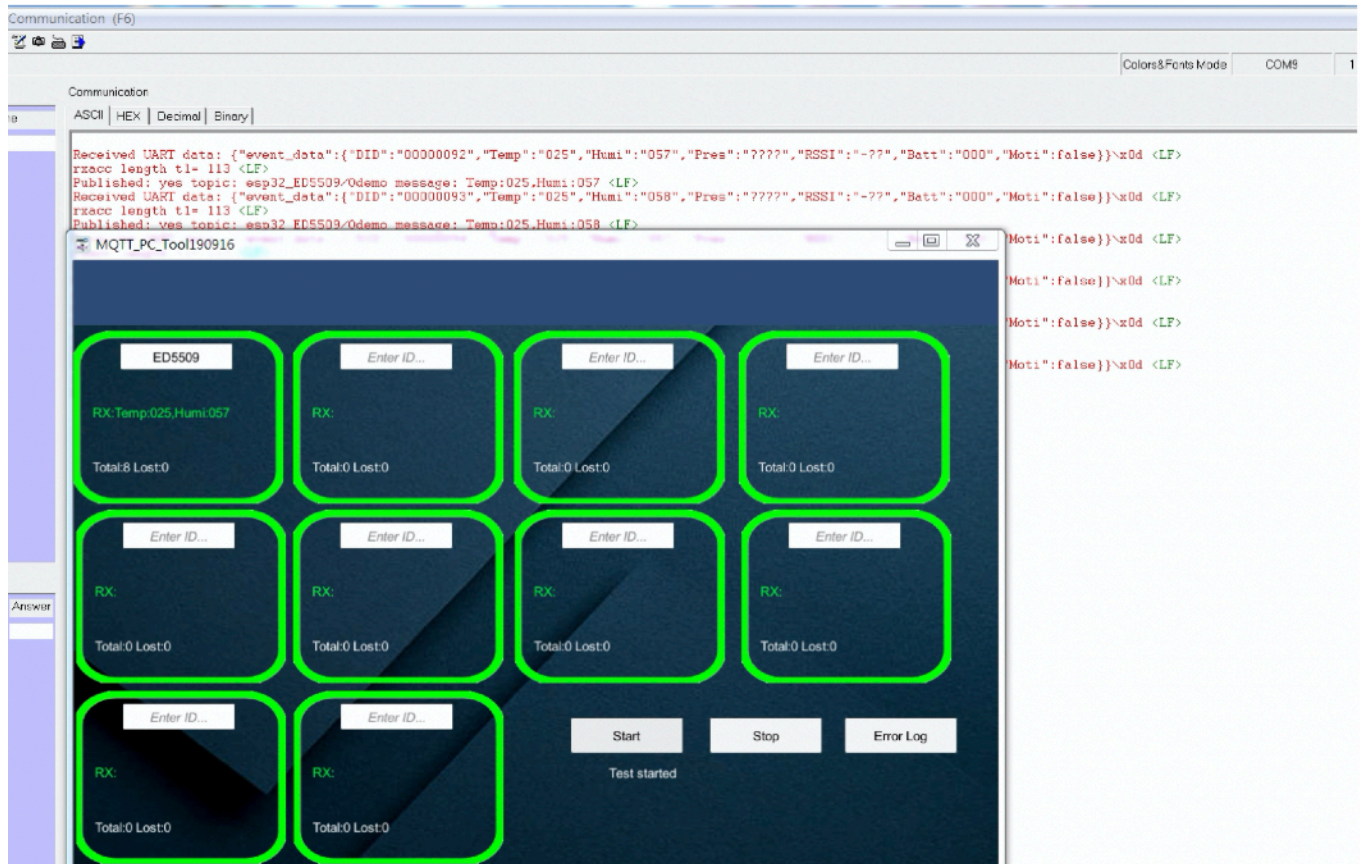 Communication (F6)
Colors&Fonts Mode COM9 1
Communication
ASCII HEX Decimal Binary
Received UART data: {"event_data":{"DID":"00000092","Temp":"025","Humi":"057","Pres":"????","RSSI":"-??","Batt":"000","Moti":false}}\x0d <LF>
rxacc length tl= 113 <LF>
Published: yes topic: esp32_ED5509/0demo message: Temp:025,Humi:057 <LF>
Received UART data: {"event_data":{"DID":"00000093","Temp":"025","Humi":"058","Pres":"????","RSSI":"-??","Batt":"000","Moti":false}}\x0d <LF>
rxacc length tl= 113 <LF>
Published: yes topic: esp32_ED5509/0demo message: Temp:025,Humi:058 <LF>
"Moti":false}}\x0d <LF>
"Moti":false}}\x0d <LF>
"Moti":false}}\x0d <LF>
"Moti":false}}\x0d <LF>
MQTT_PC_Tool190916
ED5509 Enter ID... Enter ID... Enter ID...
RX:Temp:025,Humi:057 RX: RX: RX:
Total:8 Lost:0 Total:0 Lost:0 Total:0 Lost:0 Total:0 Lost:0
Enter ID... Enter ID... Enter ID... Enter ID...
RX: RX: RX: RX:
Answer
Total:0 Lost:0 Total:0 Lost:0 Total:0 Lost:0 Total:0 Lost:0
Enter ID... Enter ID...
Start Stop Error Log
RX: RX: Test started
Total:0 Lost:0 Total:0 Lost:0